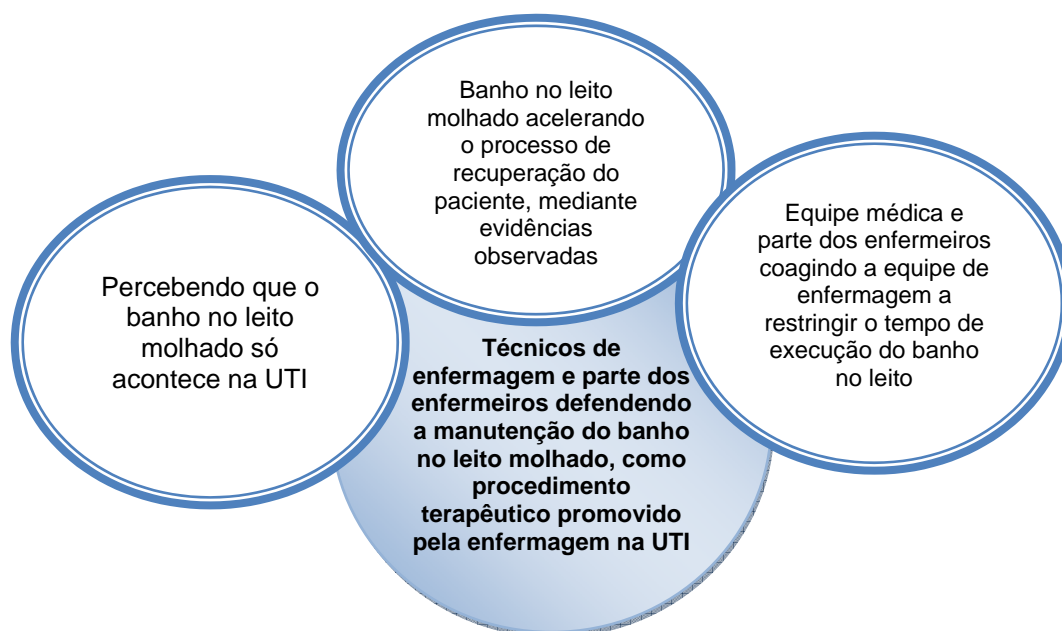 Banho no leito
molhado acelerando
o processo de
recuperação do
paciente, mediante
evidências
observadas
Percebendo que o
banho no leito
molhado só
acontece na UTI
Equipe médica e
parte dos enfermeiros
coagindo a equipe de
enfermagem a
restringir o tempo de
execução do banho
no leito
Técnicos de
enfermagem e parte dos
enfermeiros defendendo
a manutenção do banho
no leito molhado, como
procedimento
terapêutico promovido
pela enfermagem na UTI